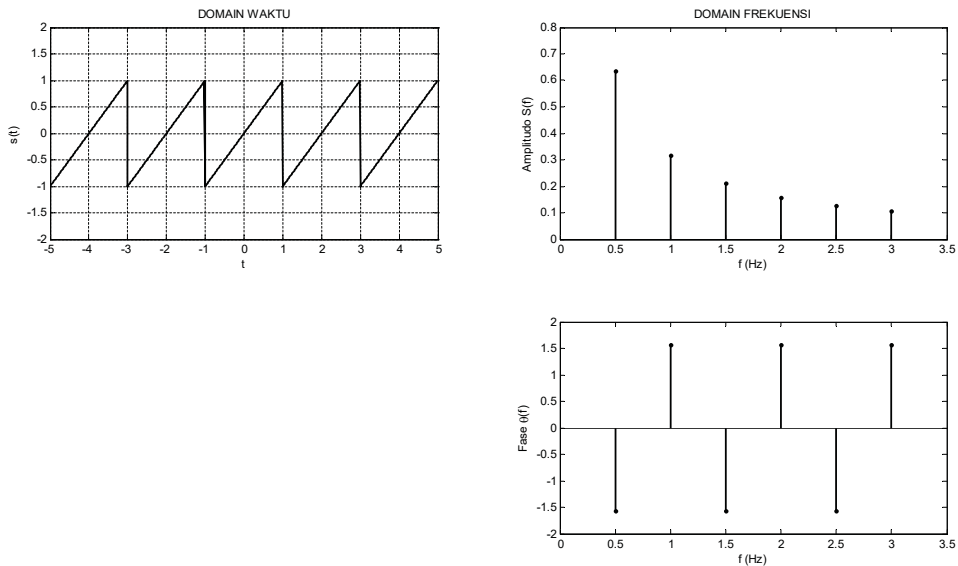 DOMAIN WAKTU
2
1.5
1
0.5
0
-0.5
-1
-1.5
-2
s(t)
-5 -4 -3 -2 -1 0 1 2 3 4 5
t
DOMAIN FREKUENSI
0.8
0.7
0.6
0.5
0.4
0.3
0.2
0.1
0
Amplitudo S(f)
0 0.5 1 1.5 2 2.5 3 3.5
f (Hz)
2
1.5
1
0.5
0
-0.5
-1
-1.5
-2
Fase θ(f)
0 0.5 1 1.5 2 2.5 3 3.5
f (Hz)